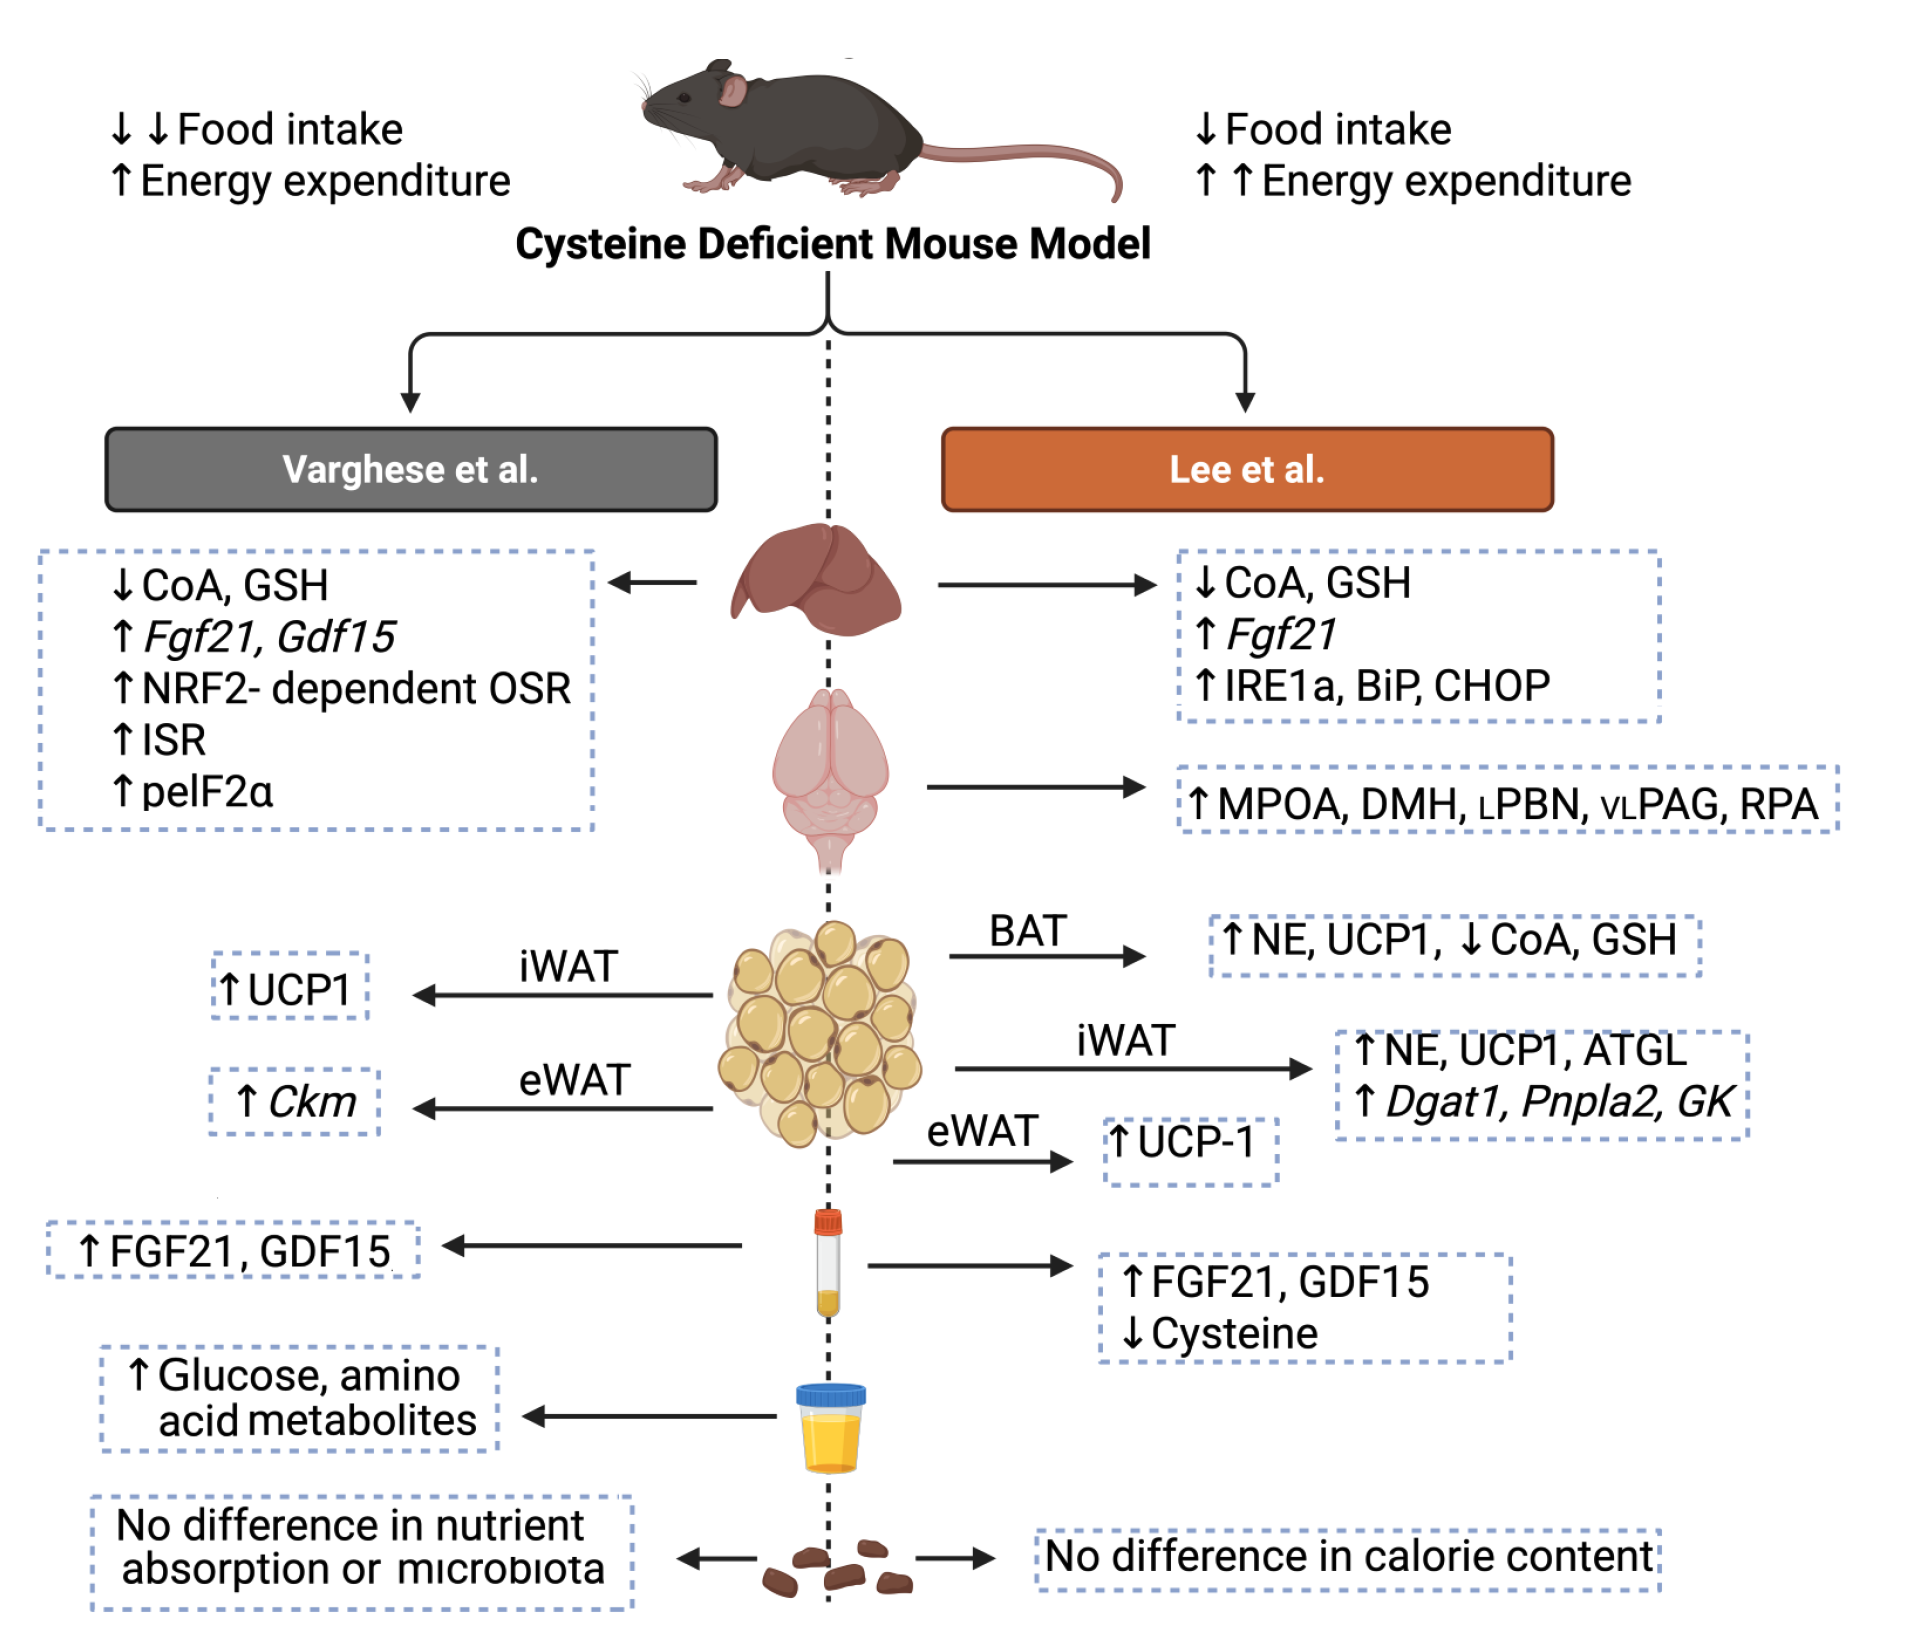 ↓↓Food intake
↑Energy expenditure
↓Food intake
↑↑Energy expenditure
Cysteine Deficient Mouse Model
Varghese et al.
Lee et al.
↓CoA, GSH
↑Fgf21, Gdf15
↑NRF2- dependent OSR
↑ISR
↑peIF2α
↓CoA, GSH
↑Fgf21
↑IRE1a, BiP, CHOP
↑MPOA, DMH, LPBN, VLPAG, RPA
iWAT
↑UCP1
eWAT
↑Ckm
BAT
↑NE, UCP1, ↓CoA, GSH
iWAT
↑NE, UCP1, ATGL
↑Dgat1, Pnpla2, GK
eWAT
↑UCP-1
↑FGF21, GDF15
↑FGF21, GDF15
↓Cysteine
↑Glucose, amino
acid metabolites
No difference in nutrient
absorption or microbiota
No difference in calorie content